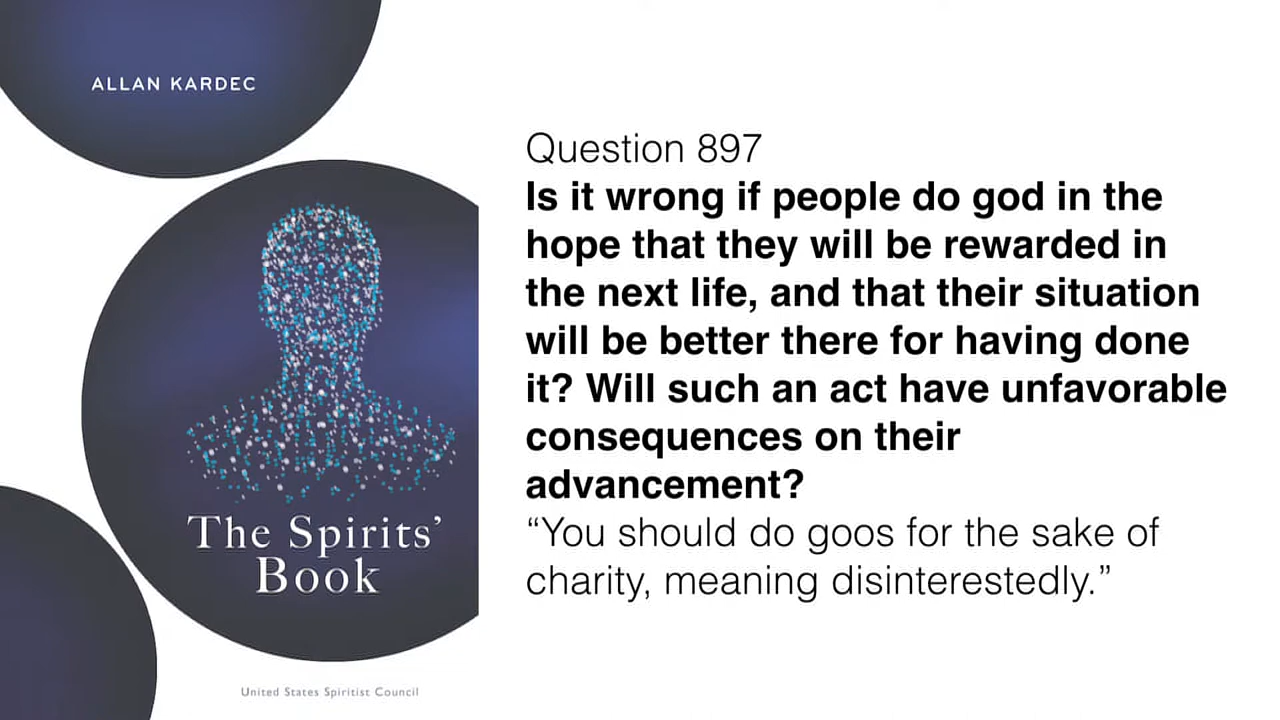 ALLAN KARDEC
The Spirits’
Book
United States Spiritist Council
Question 897
Is it wrong if people do god in the
hope that they will be rewarded in
the next life, and that their situation
will be better there for having done
it? Will such an act have unfavorable
consequences on their
advancement?
“You should do goos for the sake of
charity, meaning disinterestedly.”